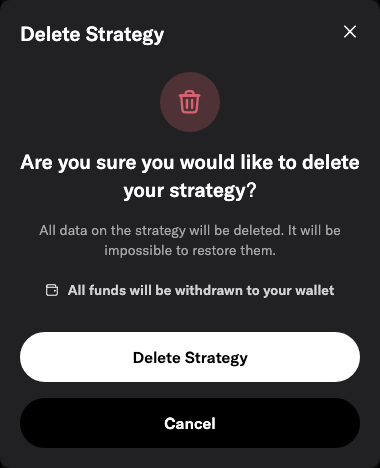 Delete Strategy
Are you sure you would like to delete
your strategy?
All data on the strategy will be deleted. It will be
impossible to restore them.
All funds will be withdrawn to your wallet
Delete Strategy
Cancel